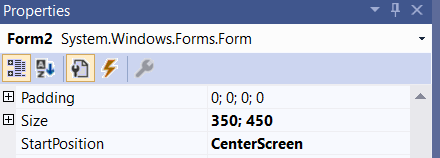 Properties
Form2 System.Windows.Forms.Form
Padding 0; 0; 0; 0
Size 350; 450
StartPosition CenterScreen